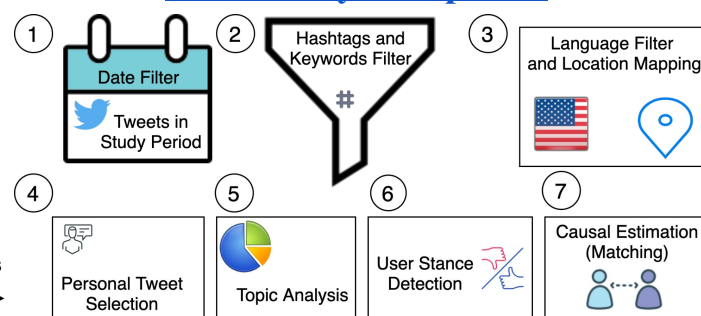 1
2
3
Date Filter
Tweets in
Study Period
Hashtags and
Keywords Filter
#
Language Filter
and Location Mapping
4
5
6
7
Personal Tweet
Selection
Topic Analysis
User Stance
Detection
Causal Estimation
(Matching)